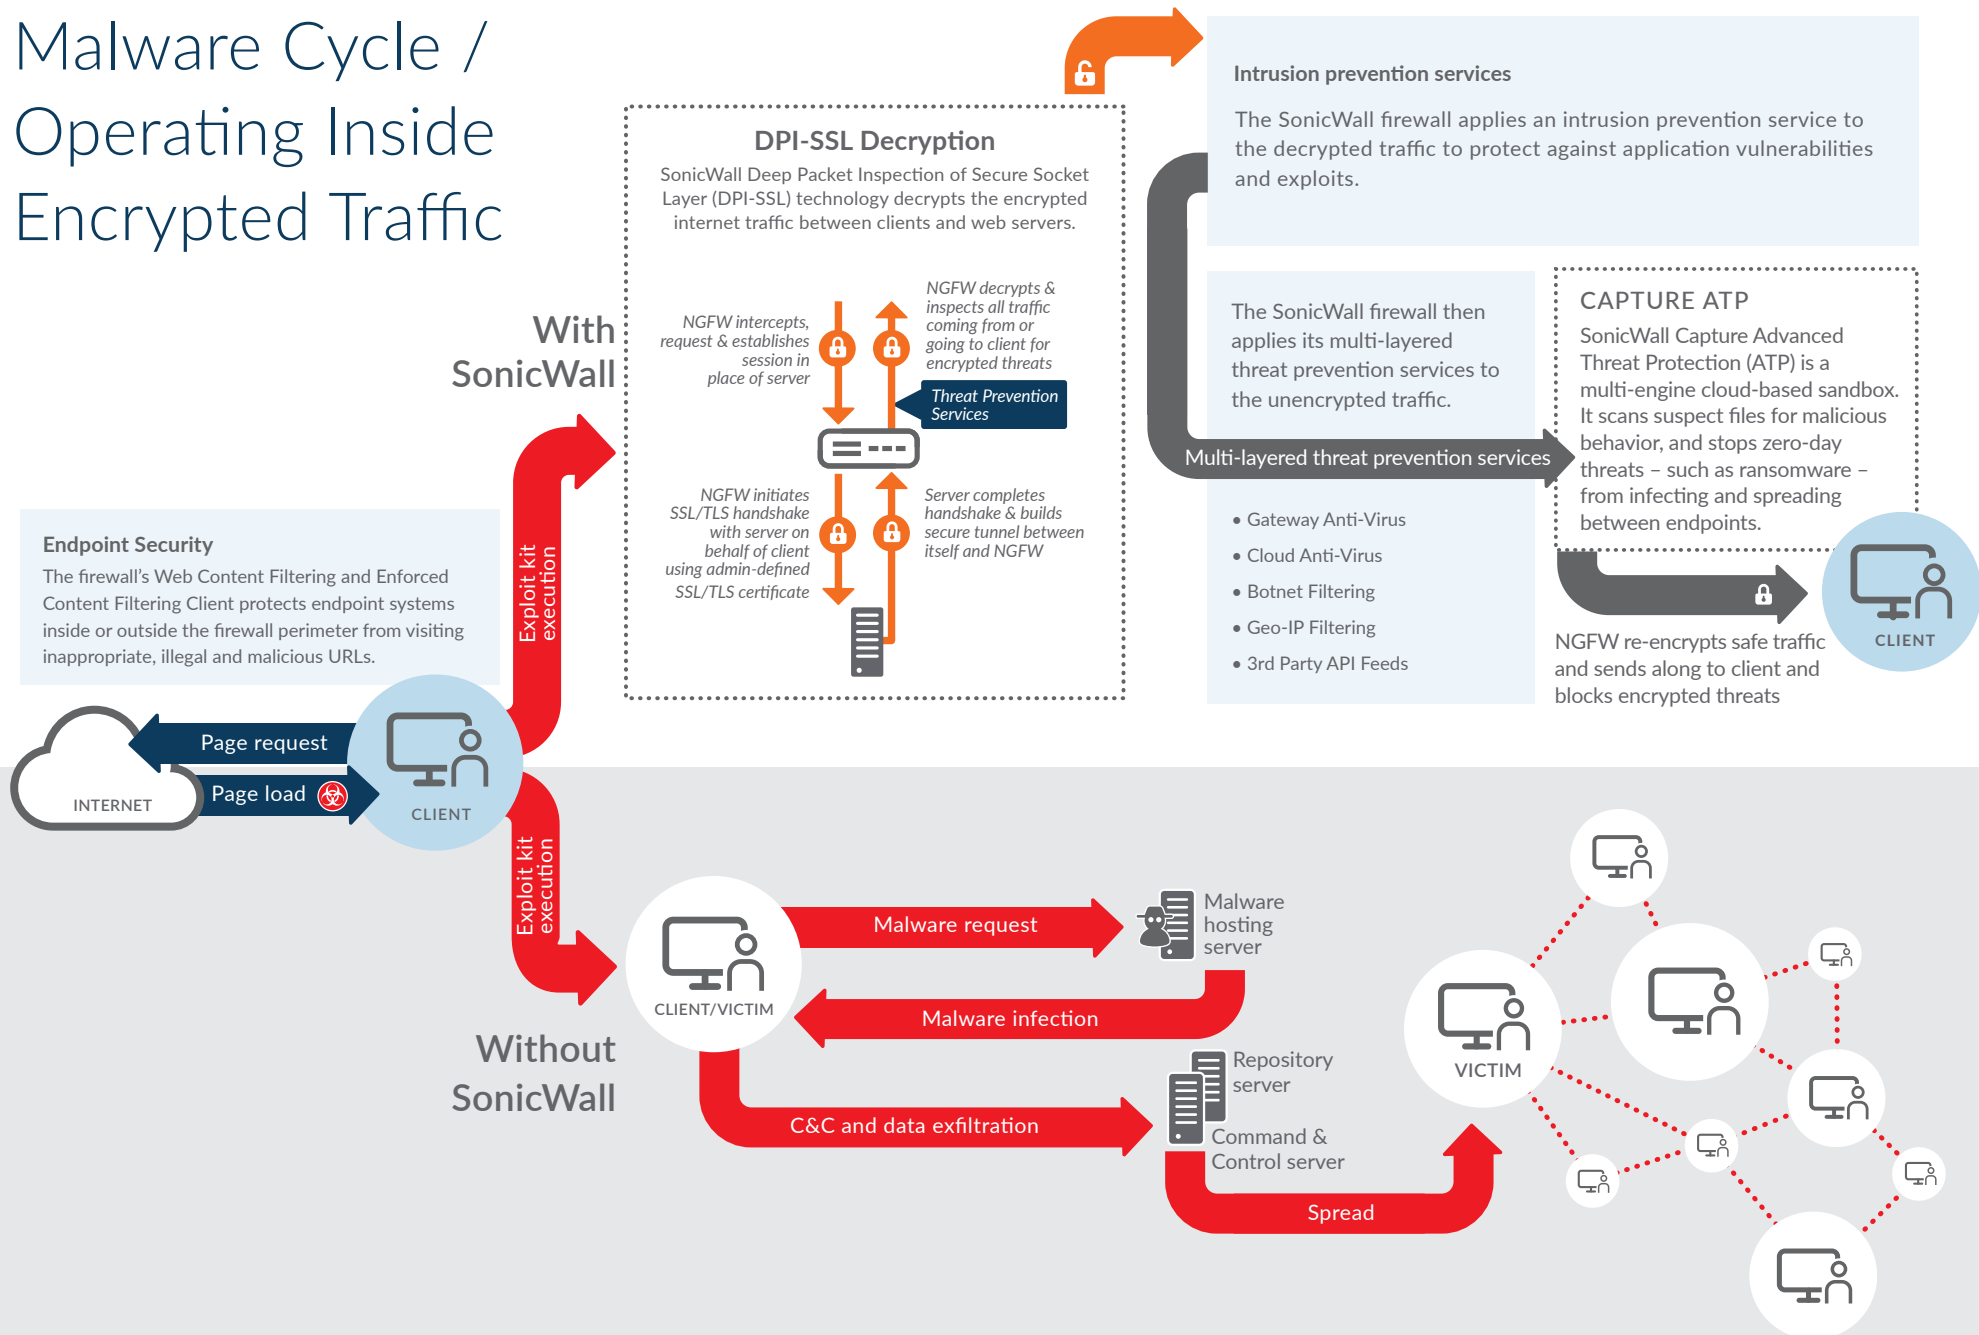 Malware Cycle /
Operating Inside
Encrypted Traffic
With
SonicWall
DPI-SSL Decryption
SonicWall Deep Packet Inspection of Secure Socket
Layer (DPI-SSL) technology decrypts the encrypted
internet traffic between clients and web servers.
NGFW intercepts,
request & establishes
session in
place of server
NGFW decrypts &
inspects all traffic
coming from or
going to client for
encrypted threats
Threat Prevention
Services
NGFW initiates
SSL/TLS handshake
with server on
behalf of client
using admin-defined
SSL/TLS certificate
Server completes
handshake & builds
secure tunnel between
itself and NGFW
Intrusion prevention services
The SonicWall firewall applies an intrusion prevention service to
the decrypted traffic to protect against application vulnerabilities
and exploits.
The SonicWall firewall then
applies its multi-layered
threat prevention services to
the unencrypted traffic.
Multi-layered threat prevention services
• Gateway Anti-Virus
• Cloud Anti-Virus
• Botnet Filtering
• Geo-IP Filtering
• 3rd Party API Feeds
CAPTURE ATP
SonicWall Capture Advanced
Threat Protection (ATP) is a
multi-engine cloud-based sandbox.
It scans suspect files for malicious
behavior, and stops zero-day
threats – such as ransomware –
from infecting and spreading
between endpoints.
CLIENT
NGFW re-encrypts safe traffic
and sends along to client and
blocks encrypted threats
Endpoint Security
The firewall's Web Content Filtering and Enforced
Content Filtering Client protects endpoint systems
inside or outside the firewall perimeter from visiting
inappropriate, illegal and malicious URLs.
Exploit kit
execution
Page request
Page load
INTERNET
CLIENT
Exploit kit
execution
Without
SonicWall
CLIENT/VICTIM
Malware request
Malware
hosting
server
Malware infection
Repository
server
C&C and data exfiltration
Command &
Control server
Spread
VICTIM